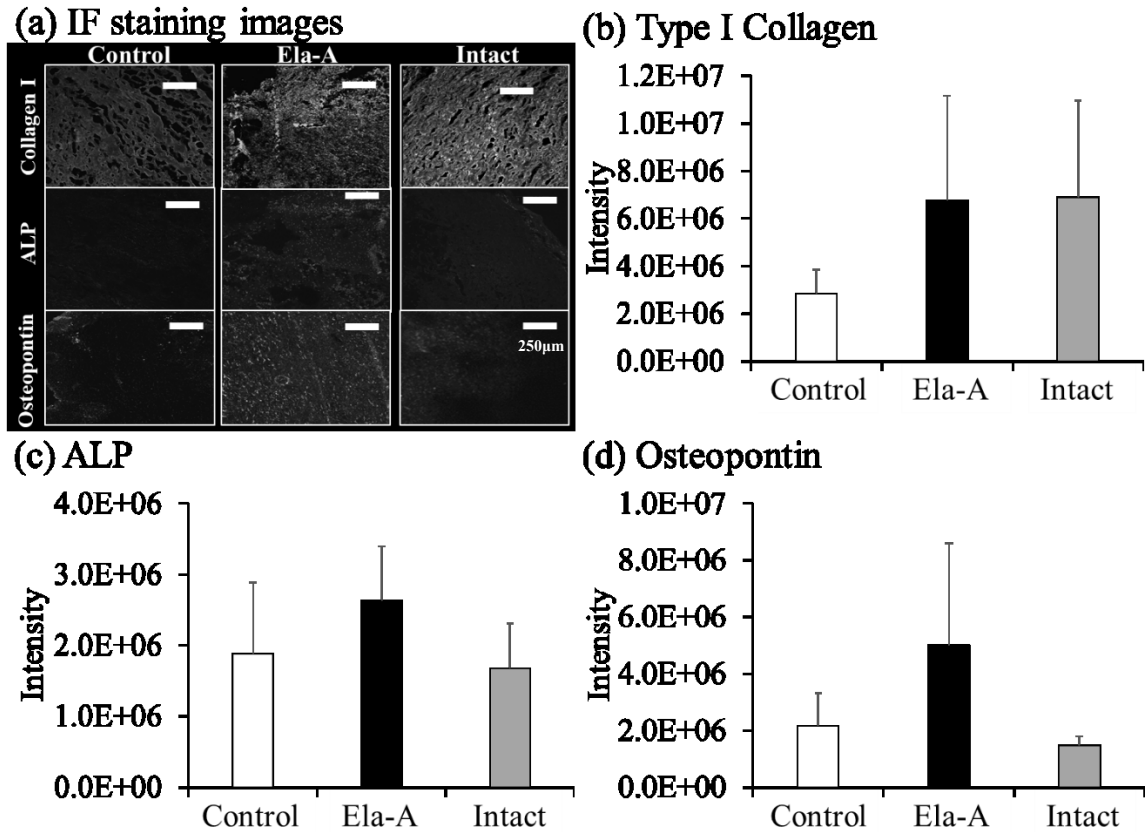 (a) IF staining images
Control Ela-A Intact
Collagen I
ALP
Osteopontin
250μm
(b) Type I Collagen
Intensity
1.2E+07
1.0E+07
8.0E+06
6.0E+06
4.0E+06
2.0E+06
0.0E+00
Control Ela-A Intact
(c) ALP
Intensity
4.0E+06
3.0E+06
2.0E+06
1.0E+06
0.0E+00
Control Ela-A Intact
(d) Osteopontin
Intensity
1.0E+07
8.0E+06
6.0E+06
4.0E+06
2.0E+06
0.0E+00
Control Ela-A Intact